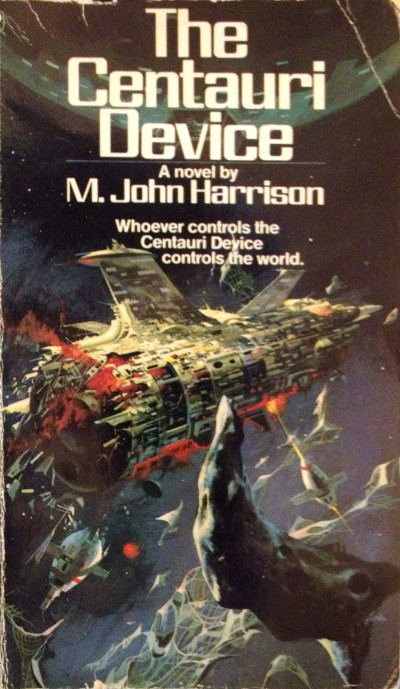 The
Centauri
Device
A novel by
M. John Harrison
Whoever controls the
Centauri Device
controls the world.